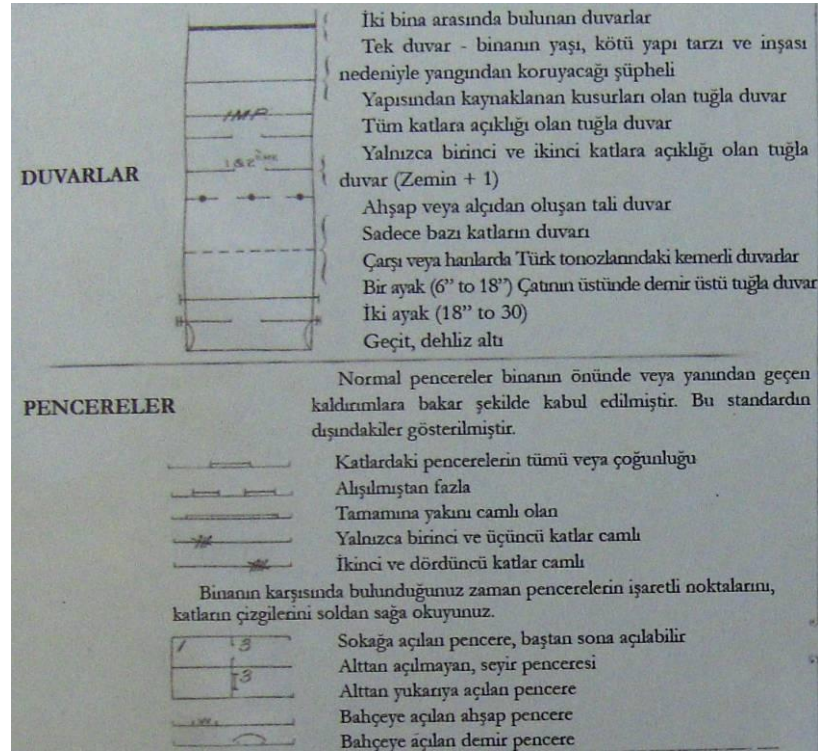 İki bina arasında bulunan duvarlar
Tek duvar - binanın yaşı, kötü yapı tarzı ve inşası
nedeniyle yangından koruyacağı şüpheli
Yapısından kaynaklanan kusurları olan tuğla duvar
IMP.
Tüm katlara açıklığı olan tuğla duvar
Yalnızca birinci ve ikinci katlara açıklığı olan tuğla
DUVARLAR
1 & 2
duvar (Zemin + 1)
Ahşap veya alçıdan oluşan tali duvar
Sadece bazı katların duvarı
Çarşı veya hanlarda Türk tonozlarındaki kemerli duvarlar
Bir ayak (6” to 18”) Çatının üstünde demir üstü tuğla duvar
İki ayak (18” to 30)
Geçit, dehliz altı
Normal pencereler binanın önünde veya yanından geçen
PENCERELER
kaldırımlara bakar şekilde kabul edilmiştir. Bu standardın
dışındakiler gösterilmiştir.
Katlardaki pencerelerin tümü veya çoğunluğu
Alışılmıştan fazla
Tamamına yakını camlı olan
Yalnızca birinci ve üçüncü katlar camlı
İkinci ve dördüncü katlar camlı
Binanın karşısında bulunduğunuz zaman pencerelerin işaretli noktalarını,
katların çizgilerini soldan sağa okuyunuz.
1 3
Sokağa açılan pencere, baştan sona açılabilir
Alttan açılmayan, seyir penceresi
3
Alttan yukarıya açılan pencere
W.
Bahçeye açılan ahşap pencere
Bahçeye açılan demir pencere